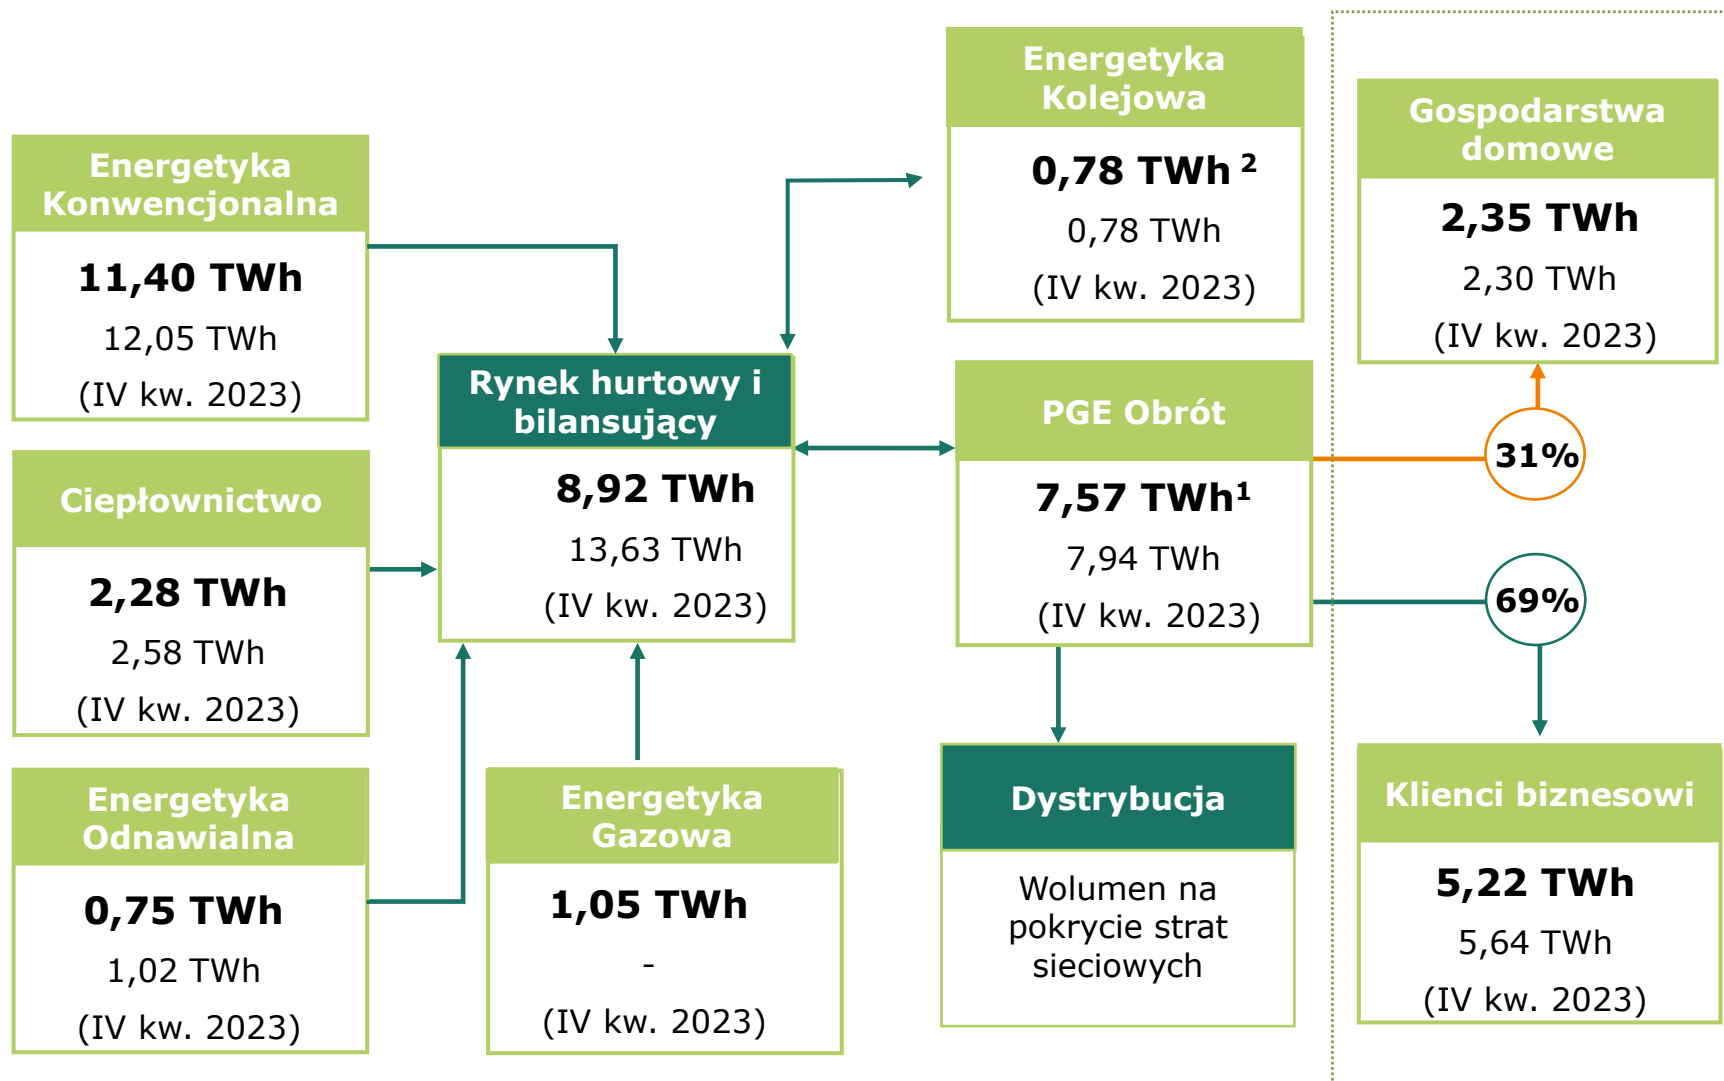 Energetyka
Konwencjonalna
11,40 TWh
12,05 TWh
(IV kw. 2023)
Ciepłownictwo
2,28 TWh
2,58 TWh
(IV kw. 2023)
Energetyka
Odnawialna
0,75 TWh
1,02 TWh
(IV kw. 2023)
Rynek hurtowy i
bilansujący
8,92 TWh
13,63 TWh
(IV kw. 2023)
Energetyka
Gazowa
1,05 TWh
-
(IV kw. 2023)
Energetyka
Kolejowa
0,78 TWh ²
0,78 TWh
(IV kw. 2023)
PGE Obrót
7,57 TWh¹
7,94 TWh
(IV kw. 2023)
Dystrybucja
Wolumen na
pokrycie strat
sieciowych
Gospodarstwa
domowe
2,35 TWh
2,30 TWh
(IV kw. 2023)
31%
69%
Klienci biznesowi
5,22 TWh
5,64 TWh
(IV kw. 2023)